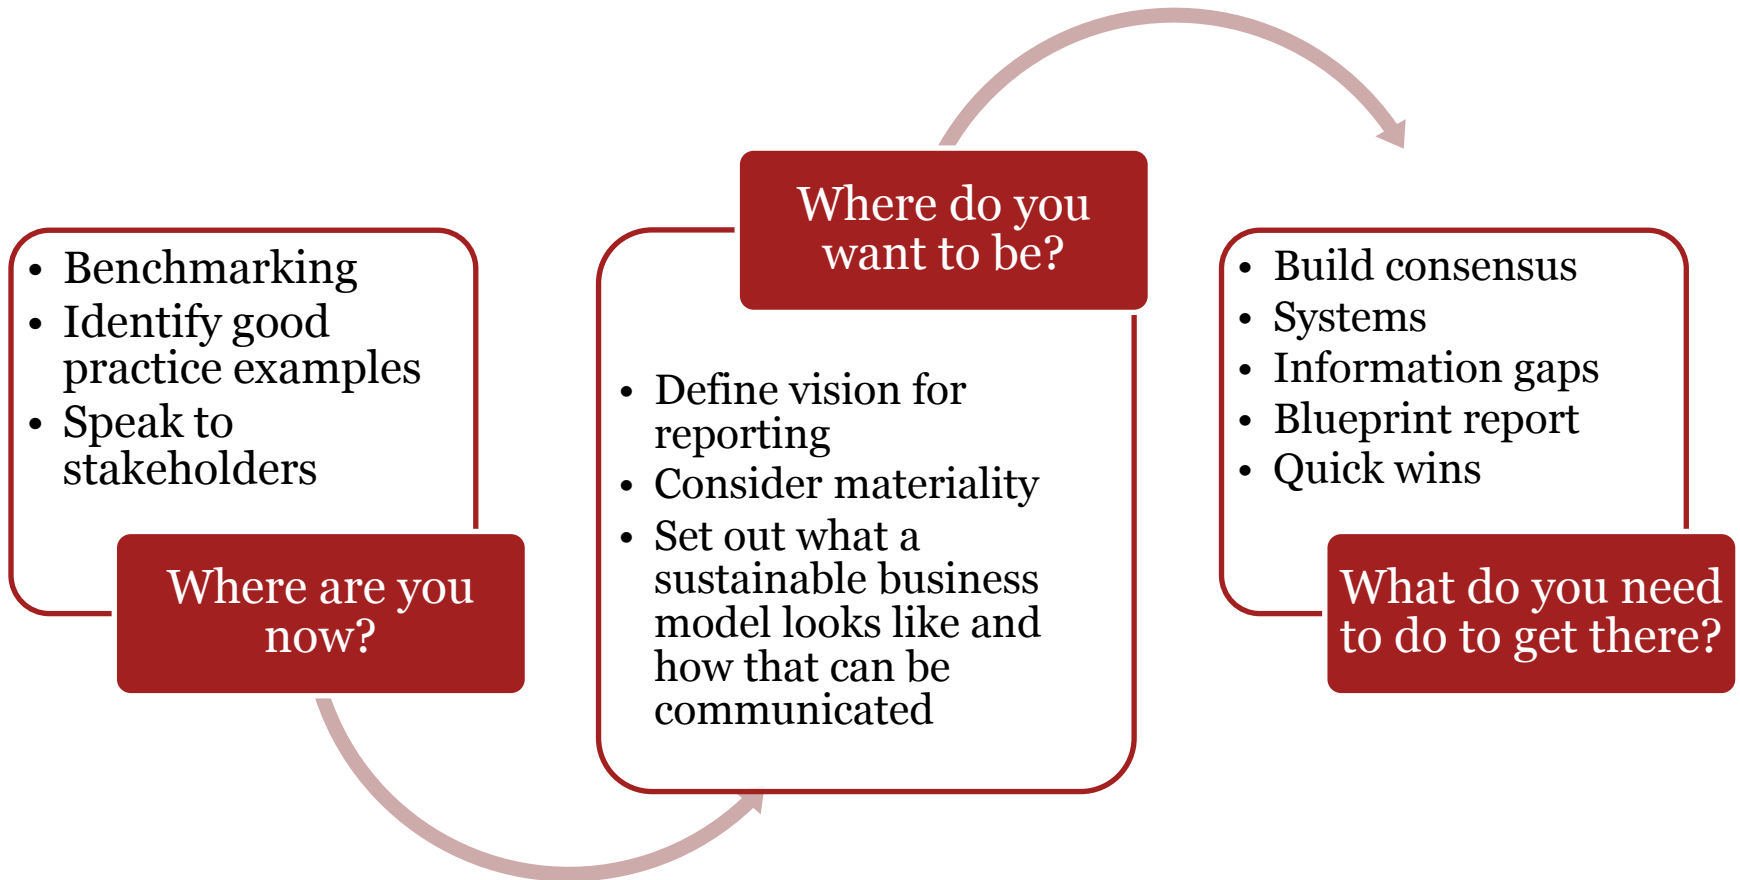 • Benchmarking
• Identify good
practice examples
• Speak to
stakeholders
Where are you
now?
Where do you
want to be?
• Define vision for
reporting
• Consider materiality
• Set out what a
sustainable business
model looks like and
how that can be
communicated
• Build consensus
• Systems
• Information gaps
• Blueprint report
• Quick wins
What do you need
to do to get there?